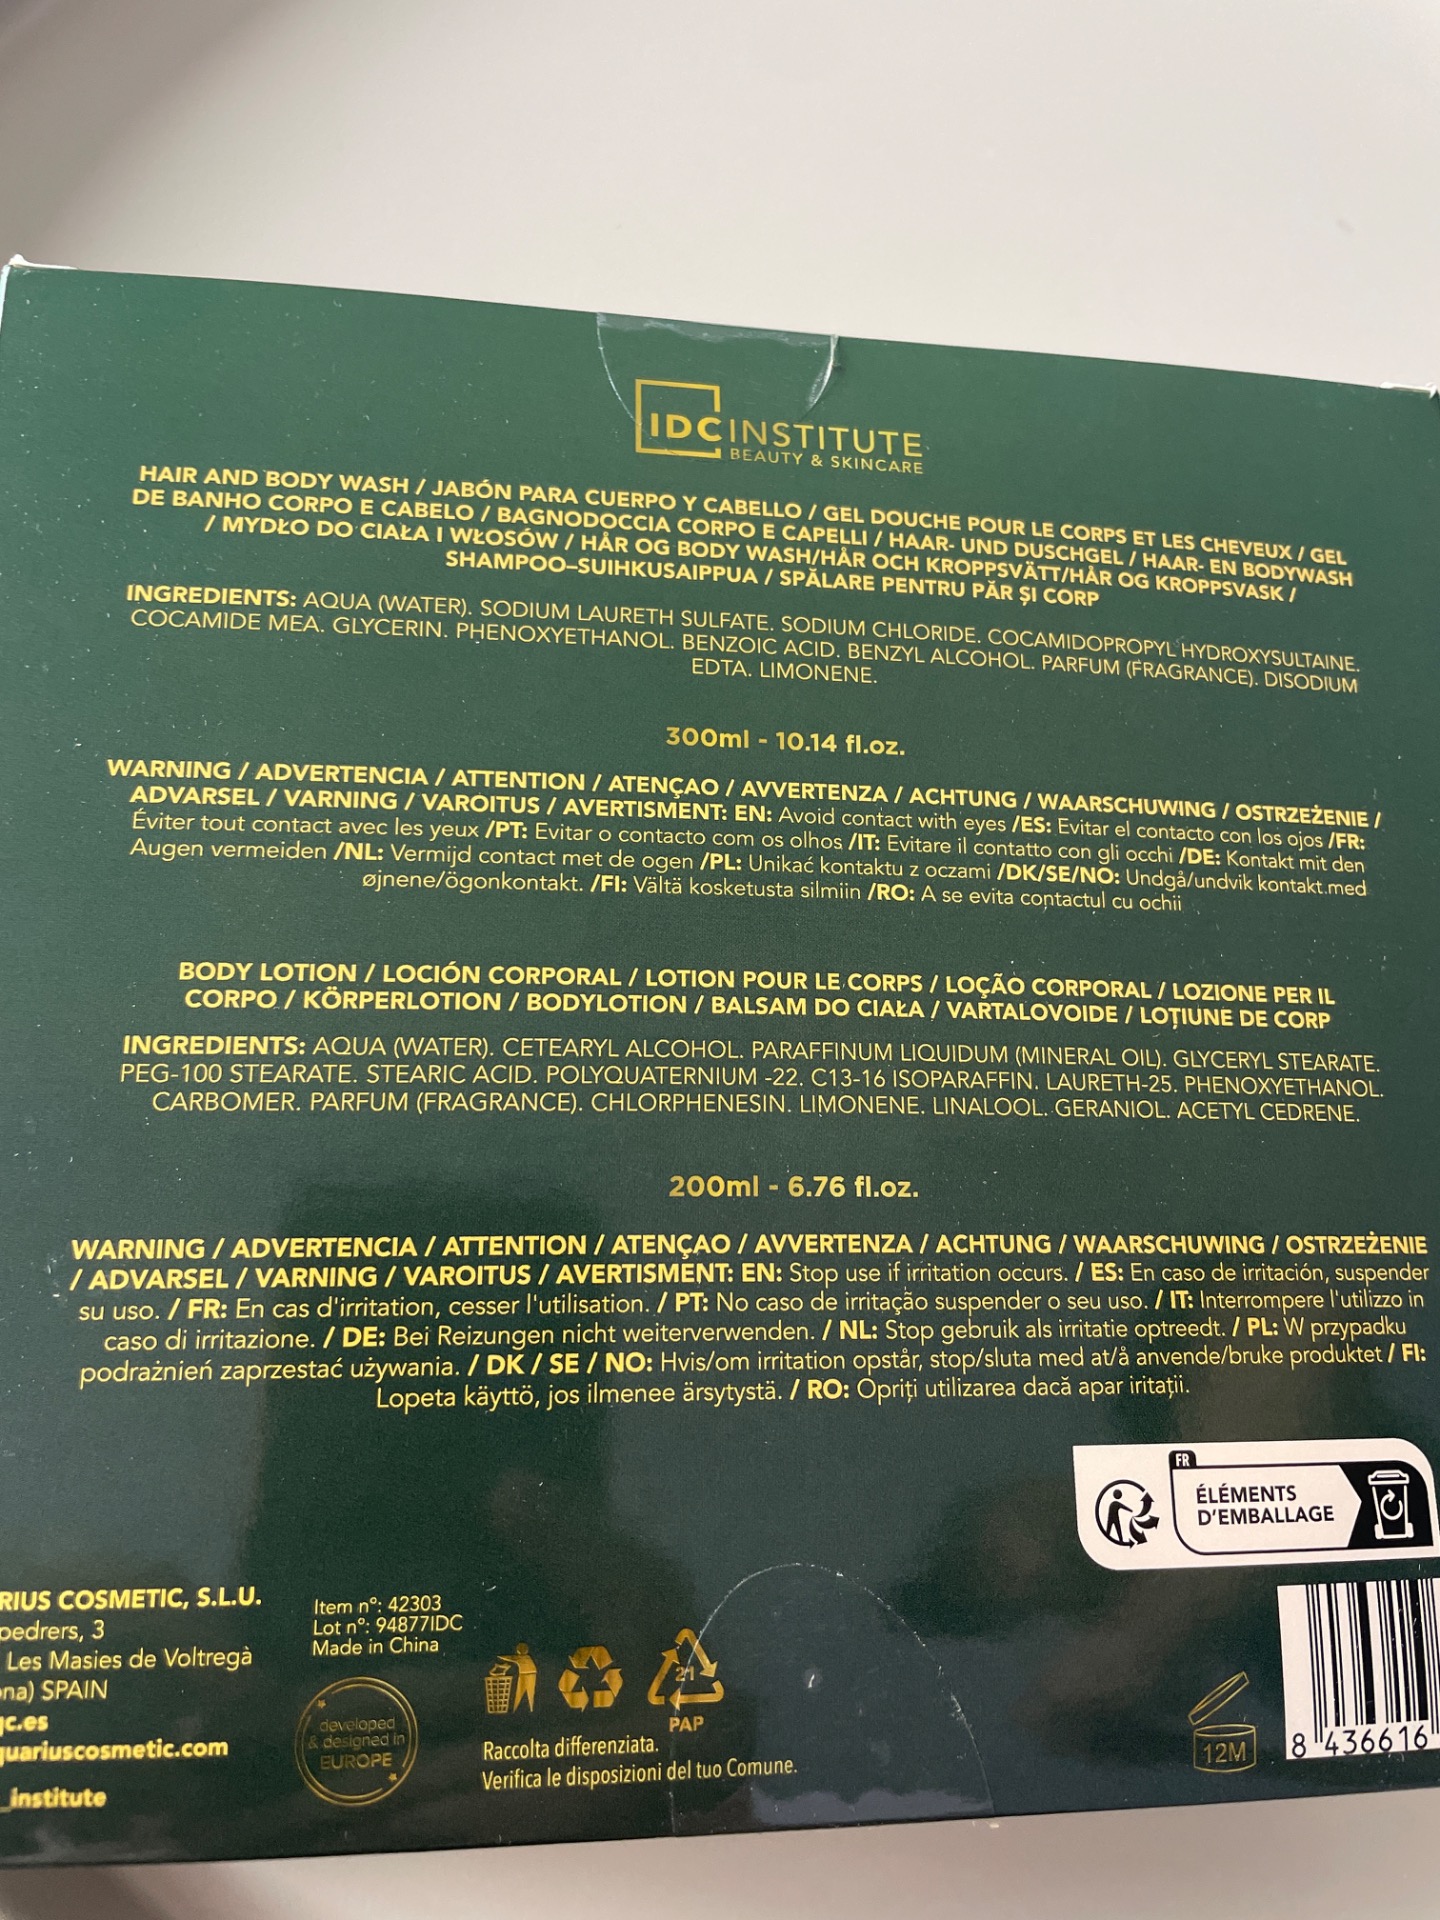 IDC INSTITUTE
BEAUTY & SKINCARE
HAIR AND BODY WASH / JABÓN PARA CUERPO Y CABELLO / GEL DOUCHE POUR LE CORPS ET LES CHEVEUX / GEL
DE BANHO CORPO E CABELO / BAGNODOCCIA CORPO E CAPELLI / HAAR- UND DUSCHGEL / HAAR- EN BODYWASH
/ MYDŁO DO CIAŁA I WŁOSÓW / HÅR OG BODY WASH/HÅR OCH KROPPSVÄTT/HÅR OG KROPPSVASK /
SHAMPOO–SUIHKUSAIPPUA / SPĂLARE PENTRU PĂR ȘI CORP
INGREDIENTS: AQUA (WATER). SODIUM LAURETH SULFATE. SODIUM CHLORIDE. COCAMIDOPROPYL HYDROXYSULTAINE.
COCAMIDE MEA. GLYCERIN. PHENOXYETHANOL. BENZOIC ACID. BENZYL ALCOHOL. PARFUM (FRAGRANCE). DISODIUM
EDTA. LIMONENE.
300ml - 10.14 fl.oz.
WARNING / ADVERTENCIA / ATTENTION / ATENÇAO / AVVERTENZA / ACHTUNG / WAARSCHUWING / OSTRZEŻENIE /
ADVARSEL / VARNING / VAROITUS / AVERTISMENT: EN: Avoid contact with eyes /ES: Evitar el contacto con los ojos /FR:
Éviter tout contact avec les yeux /PT: Evitar o contacto com os olhos /IT: Evitare il contatto con gli occhi /DE: Kontakt mit den
Augen vermeiden /NL: Vermijd contact met de ogen /PL: Unikać kontaktu z oczami /DK/SE/NO: Undgå/undvik kontakt.med
øjnene/ögonkontakt. /FI: Vältä kosketusta silmiin /RO: A se evita contactul cu ochii
BODY LOTION / LOCIÓN CORPORAL / LOTION POUR LE CORPS / LOÇÃO CORPORAL / LOZIONE PER IL
CORPO / KÖRPERLOTION / BODYLOTION / BALSAM DO CIAŁA / VARTALOVOIDE / LOȚIUNE DE CORP
INGREDIENTS: AQUA (WATER). CETEARYL ALCOHOL. PARAFFINUM LIQUIDUM (MINERAL OIL). GLYCERYL STEARATE.
PEG-100 STEARATE. STEARIC ACID. POLYQUATERNIUM -22. C13-16 ISOPARAFFIN. LAURETH-25. PHENOXYETHANOL.
CARBOMER. PARFUM (FRAGRANCE). CHLORPHENESIN. LIMONENE. LINALOOL. GERANIOL. ACETYL CEDRENE.
200ml - 6.76 fl.oz.
WARNING / ADVERTENCIA / ATTENTION / ATENÇAO / AVVERTENZA / ACHTUNG / WAARSCHUWING / OSTRZEŻENIE
/ ADVARSEL / VARNING / VAROITUS / AVERTISMENT: EN: Stop use if irritation occurs. / ES: En caso de irritación, suspender
su uso. / FR: En cas d'irritation, cesser l'utilisation. / PT: No caso de irritação suspender o seu uso. / IT: Interrompere l'utilizzo in
caso di irritazione. / DE: Bei Reizungen nicht weiterverwenden. / NL: Stop gebruik als irritatie optreedt. / PL: W przypadku
podrażnień zaprzestać używania. / DK / SE / NO: Hvis/om irritation opstår, stop/sluta med at/å anvende/bruke produktet / FI:
Lopeta käyttö, jos ilmenee ärsytystä. / RO: Opriți utilizarea dacă apar iritații.
FR
ÉLÉMENTS
D'EMBALLAGE
RIUS COSMETIC, S.L.U.
pedrers, 3
Les Masies de Voltregà
na) SPAIN
c.es
uariuscosmetic.com
_institute
Item nº: 42303
Lot nº: 94877IDC
Made in China
developed
& designed in
EUROPE
21
PAP
Raccolta differenziata.
Verifica le disposizioni del tuo Comune.
12M
8 436616